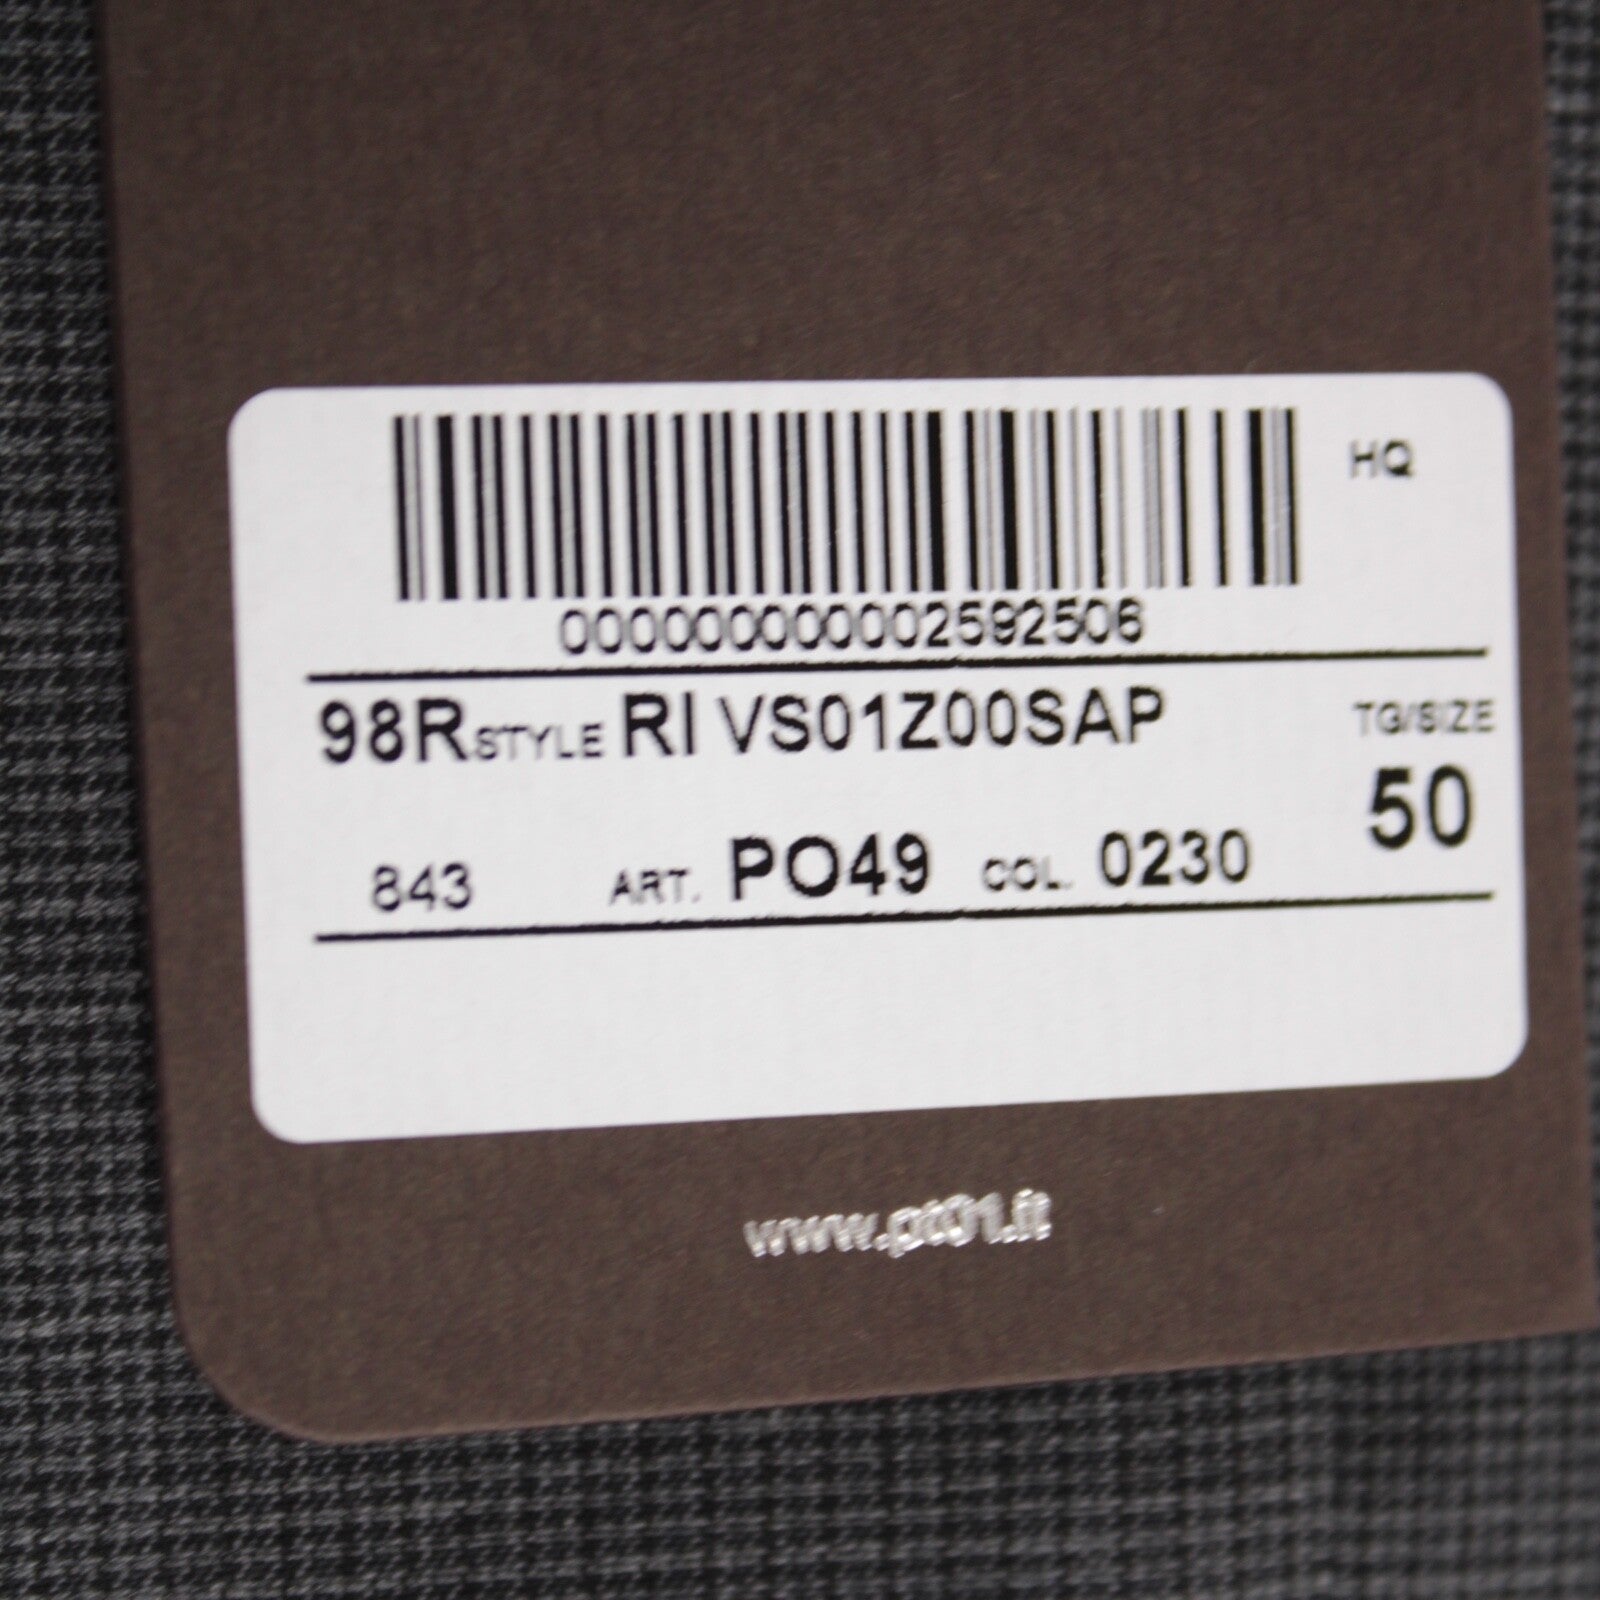 HQ
000000000002592506
98R STYLE RI VS01Z00SAP TG/SIZE
50
843 ART. PO49 COL. 0230
www.pt01.it